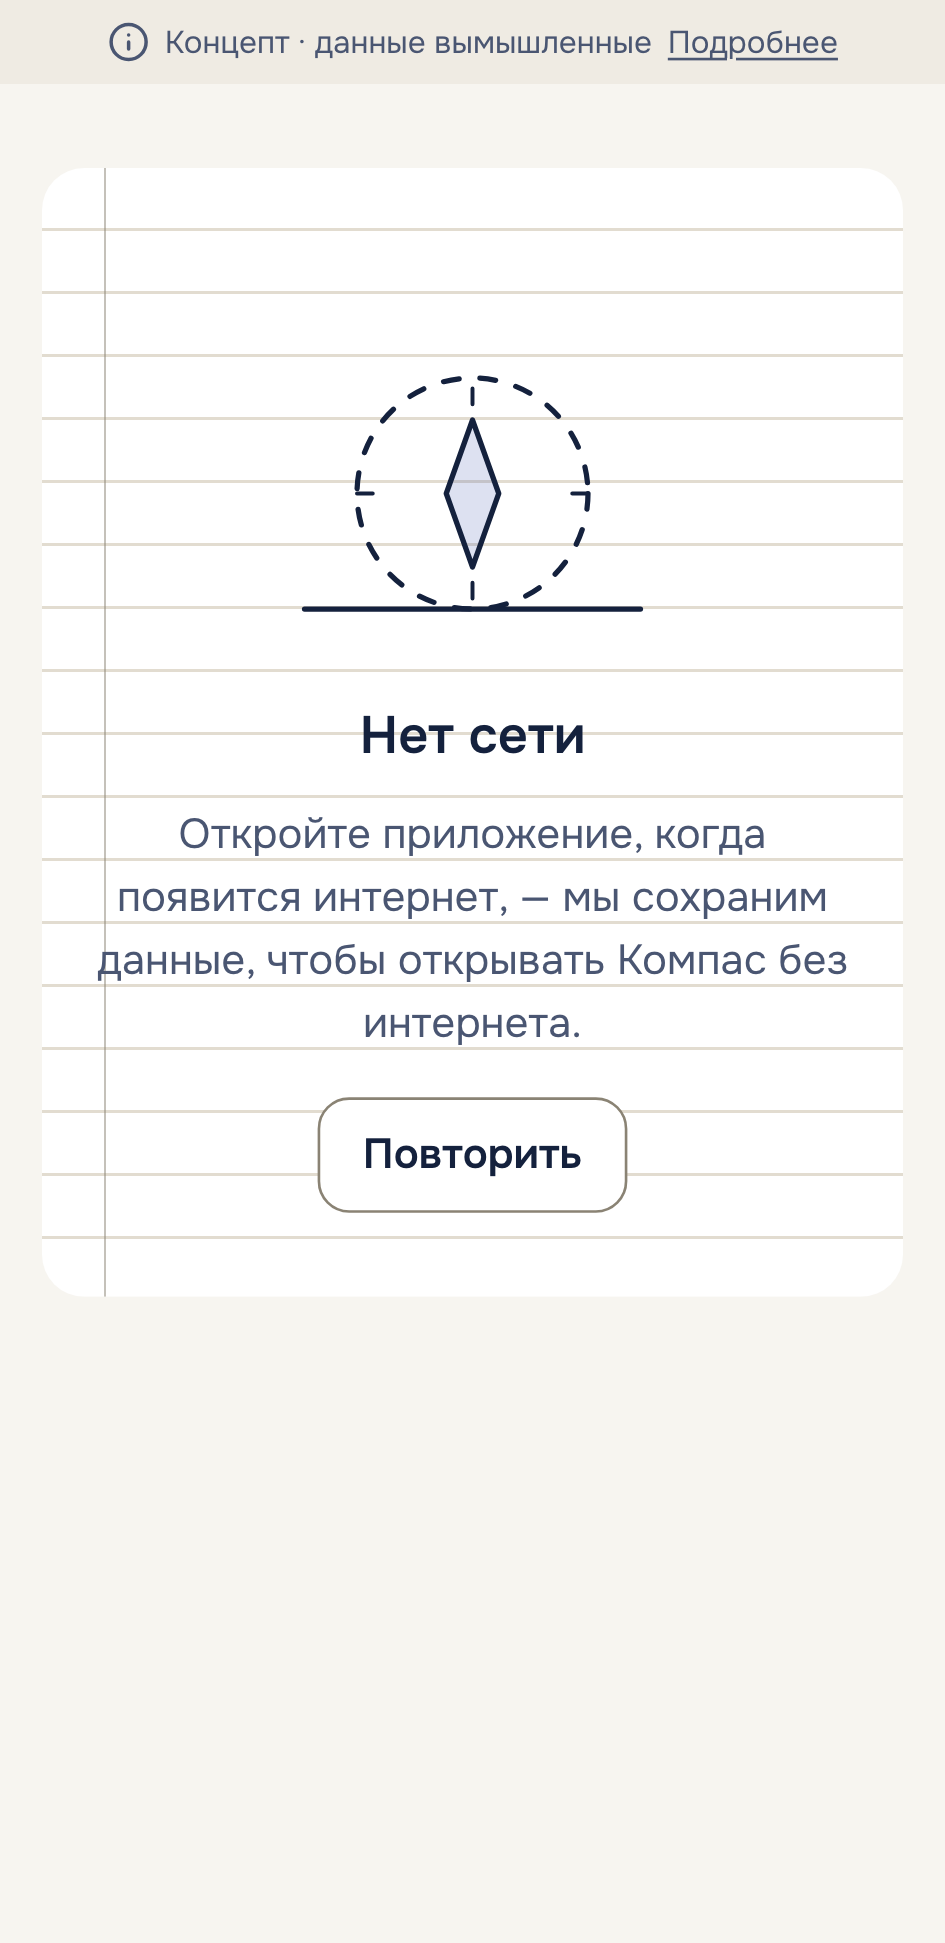 Концепт · данные вымышленные Подробнее
Нет сети
Откройте приложение, когда
появится интернет, — мы сохраним
данные, чтобы открывать Компас без
интернета.
Повторить